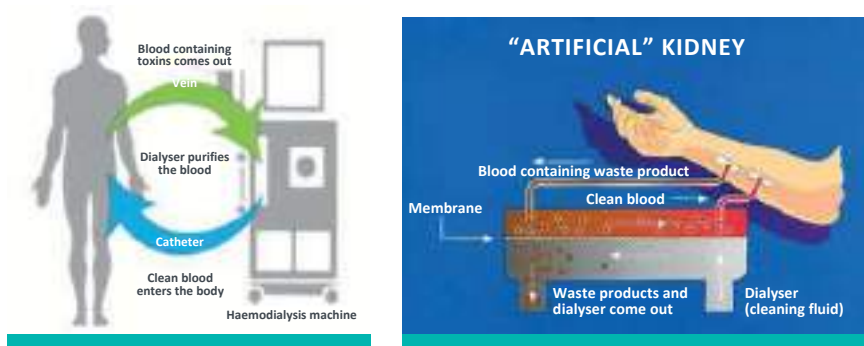 Blood containing
toxins comes out
Vein
Dialyser purifies
the blood
Catheter
Clean blood
enters the body
Haemodialysis machine
“ARTIFICIAL” KIDNEY
Blood containing waste product
Clean blood
Membrane
Waste products and
dialyser come out
Dialyser
(cleaning fluid)